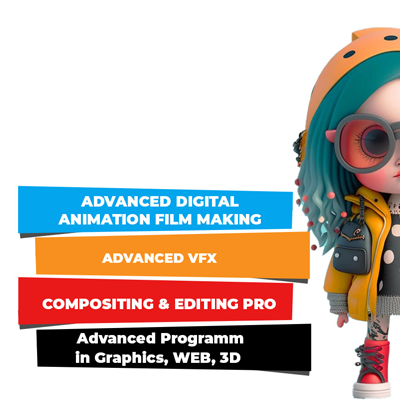 ADVANCED DIGITAL
ANIMATION FILM MAKING
ADVANCED VFX
COMPOSITING & EDITING PRO
Advanced Programm
in Graphics, WEB, 3D